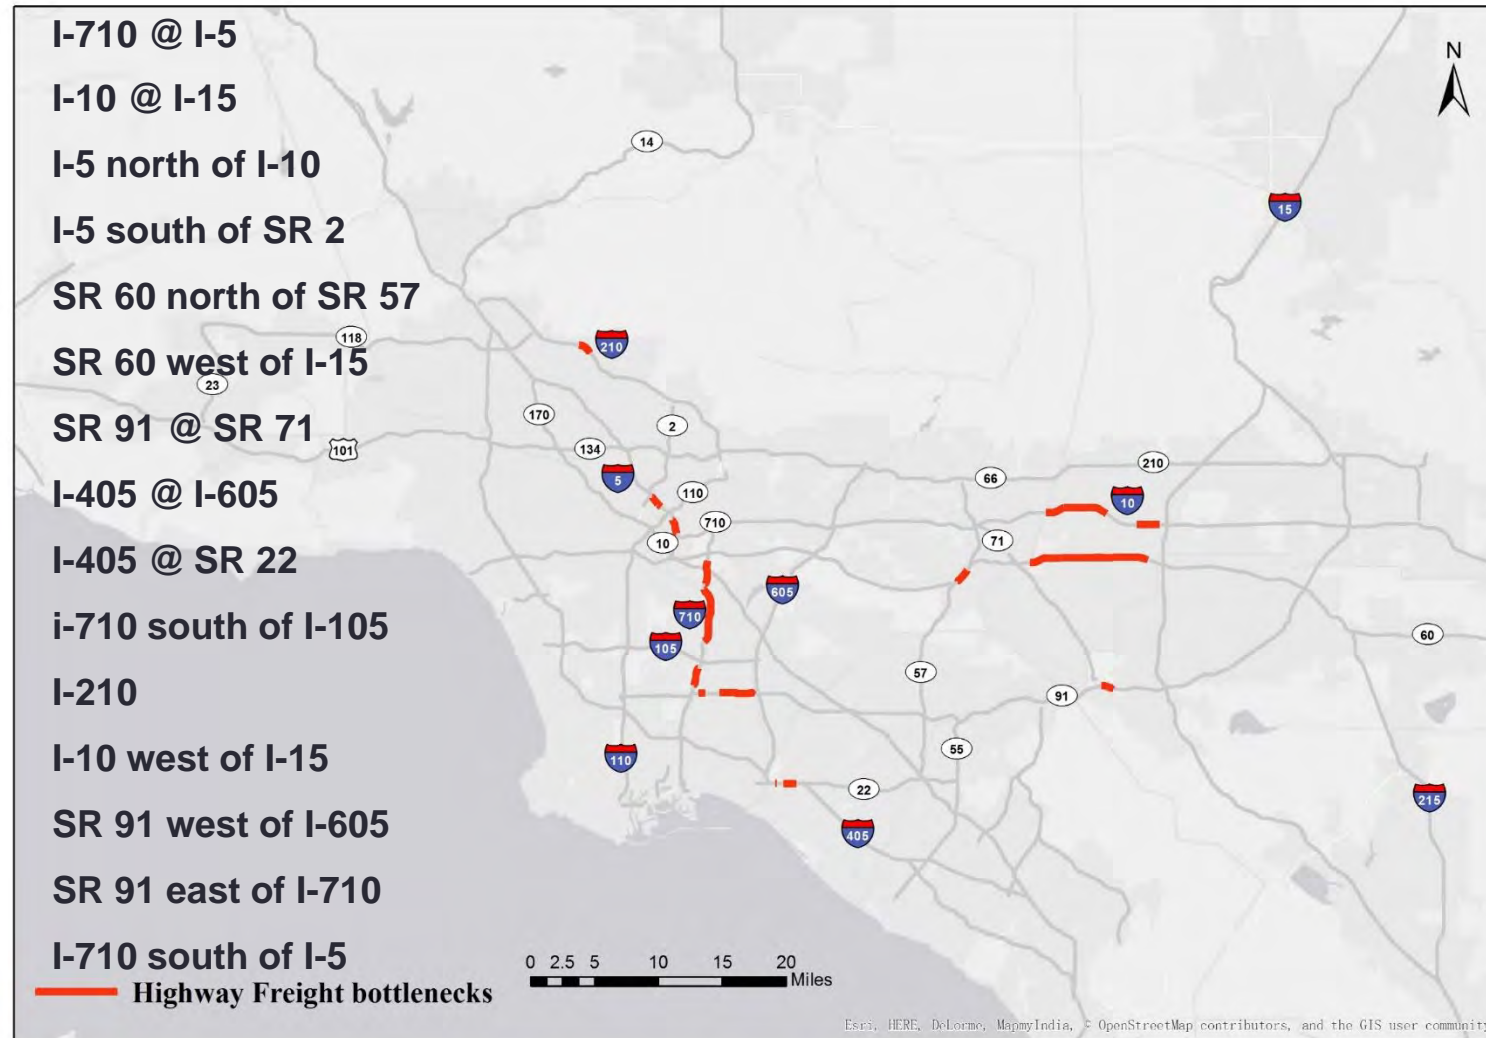 I-710 @ I-5
I-10 @ I-15
I-5 north of I-10
I-5 south of SR 2
SR 60 north of SR 57
SR 60 west of I-15
SR 91 @ SR 71
I-405 @ I-605
I-405 @ SR 22
i-710 south of I-105
I-210
I-10 west of I-15
SR 91 west of I-605
SR 91 east of I-710
I-710 south of I-5
Highway Freight bottlenecks
N
14
15
118
210
23
170
2
101
134
5
110
66
210
10
710
10
71
605
710
105
60
57
91
110
55
22
215
405
0 2.5 5 10 15 20
Miles
Esri, HERE, DeLorme, MapmyIndia, © OpenStreetMap contributors, and the GIS user community